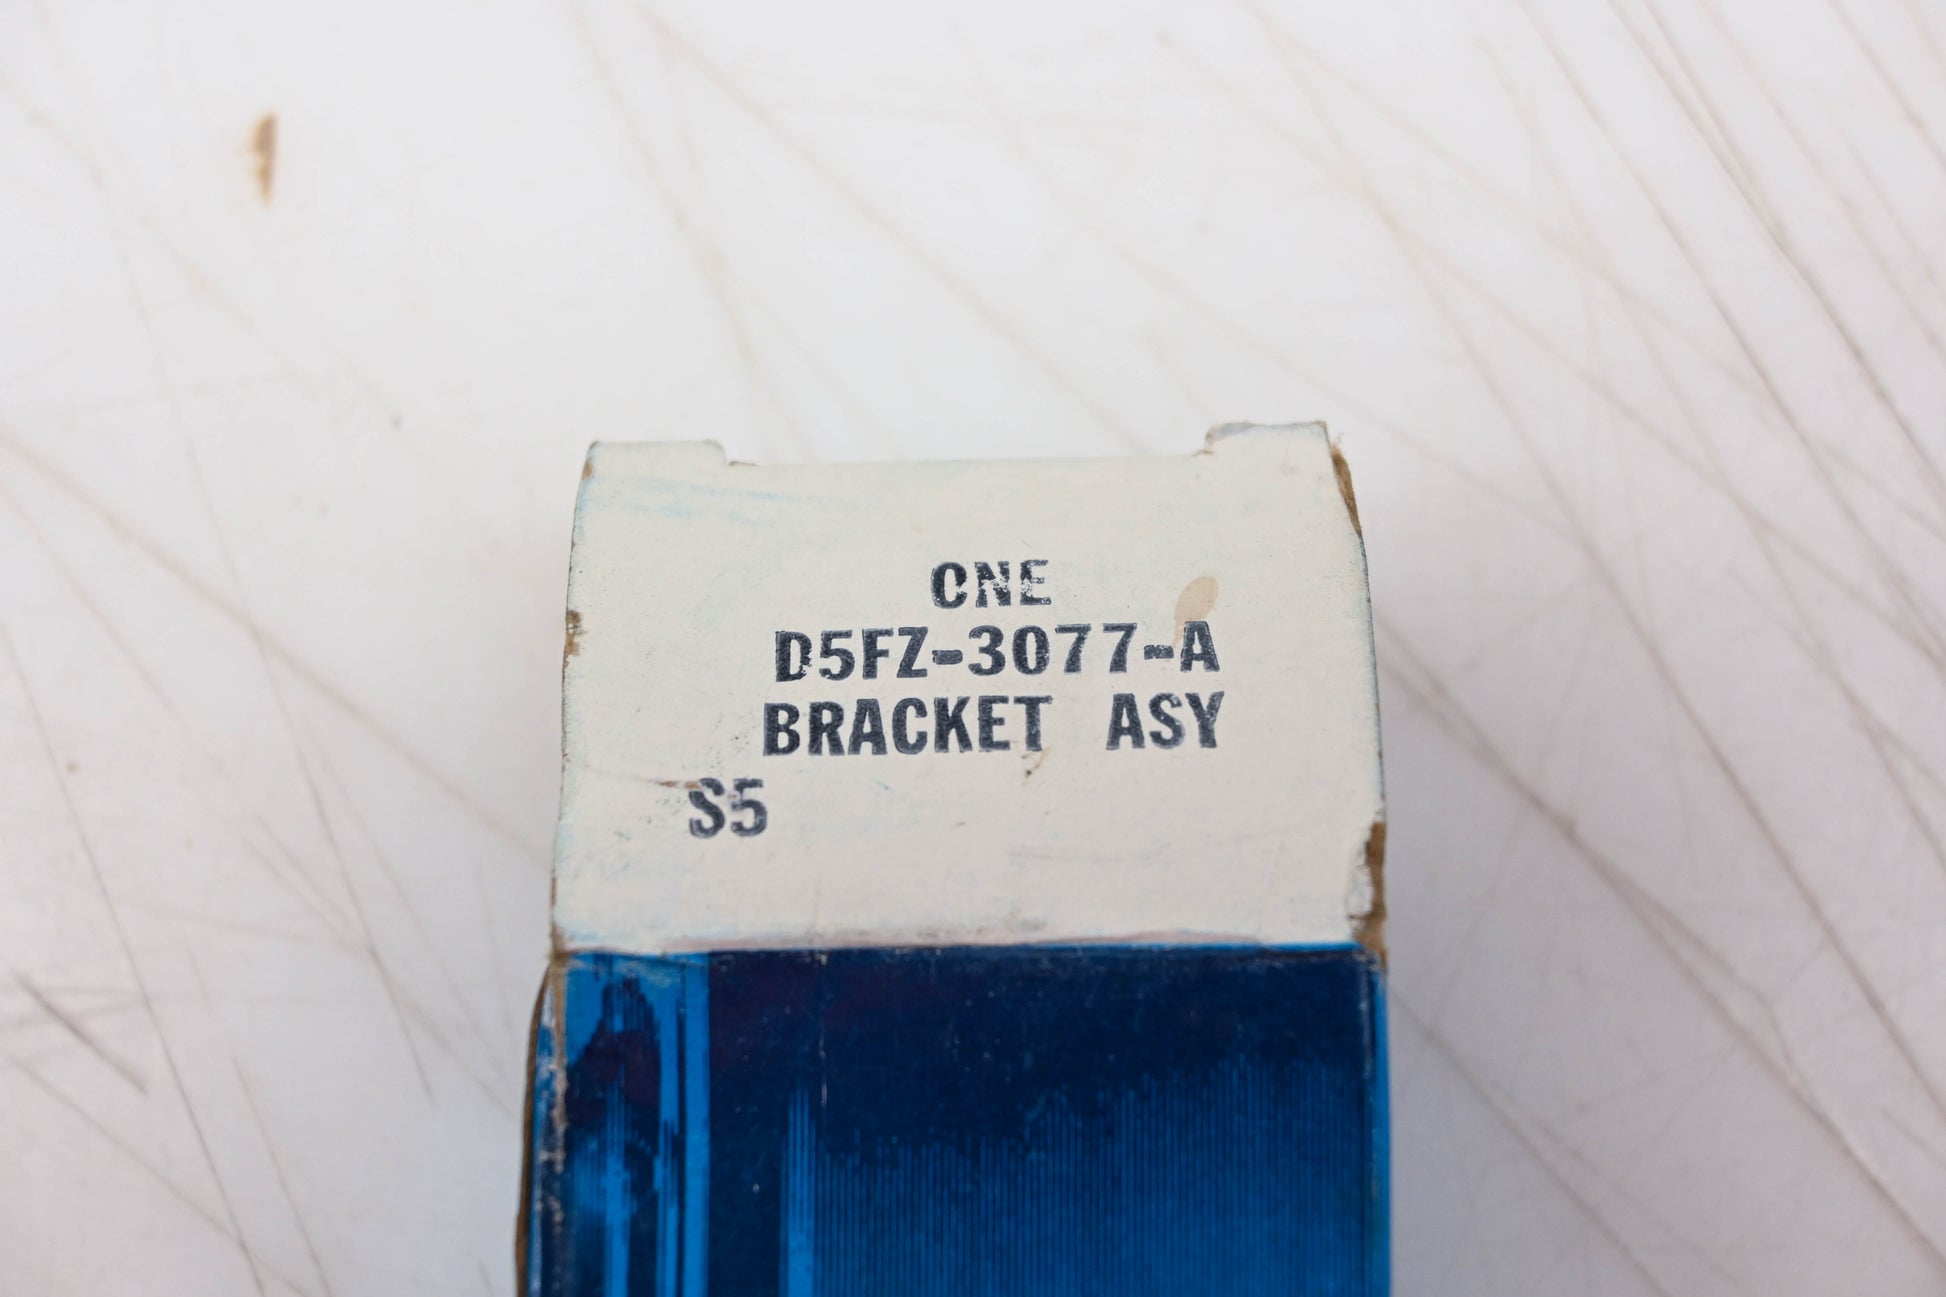 CNE
D5FZ-3077-A
BRACKET ASY
S5